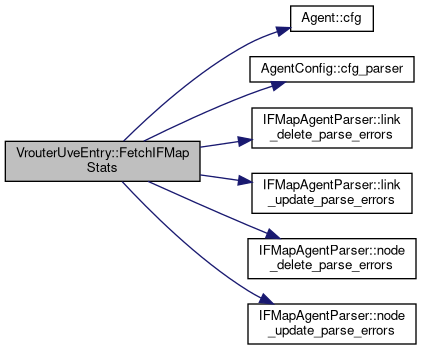 Agent::cfg
AgentConfig::cfg_parser
IFMapAgentParser::link
_delete_parse_errors
VrouterUveEntry::FetchIFMap
Stats
IFMapAgentParser::link
_update_parse_errors
IFMapAgentParser::node
_delete_parse_errors
IFMapAgentParser::node
_update_parse_errors